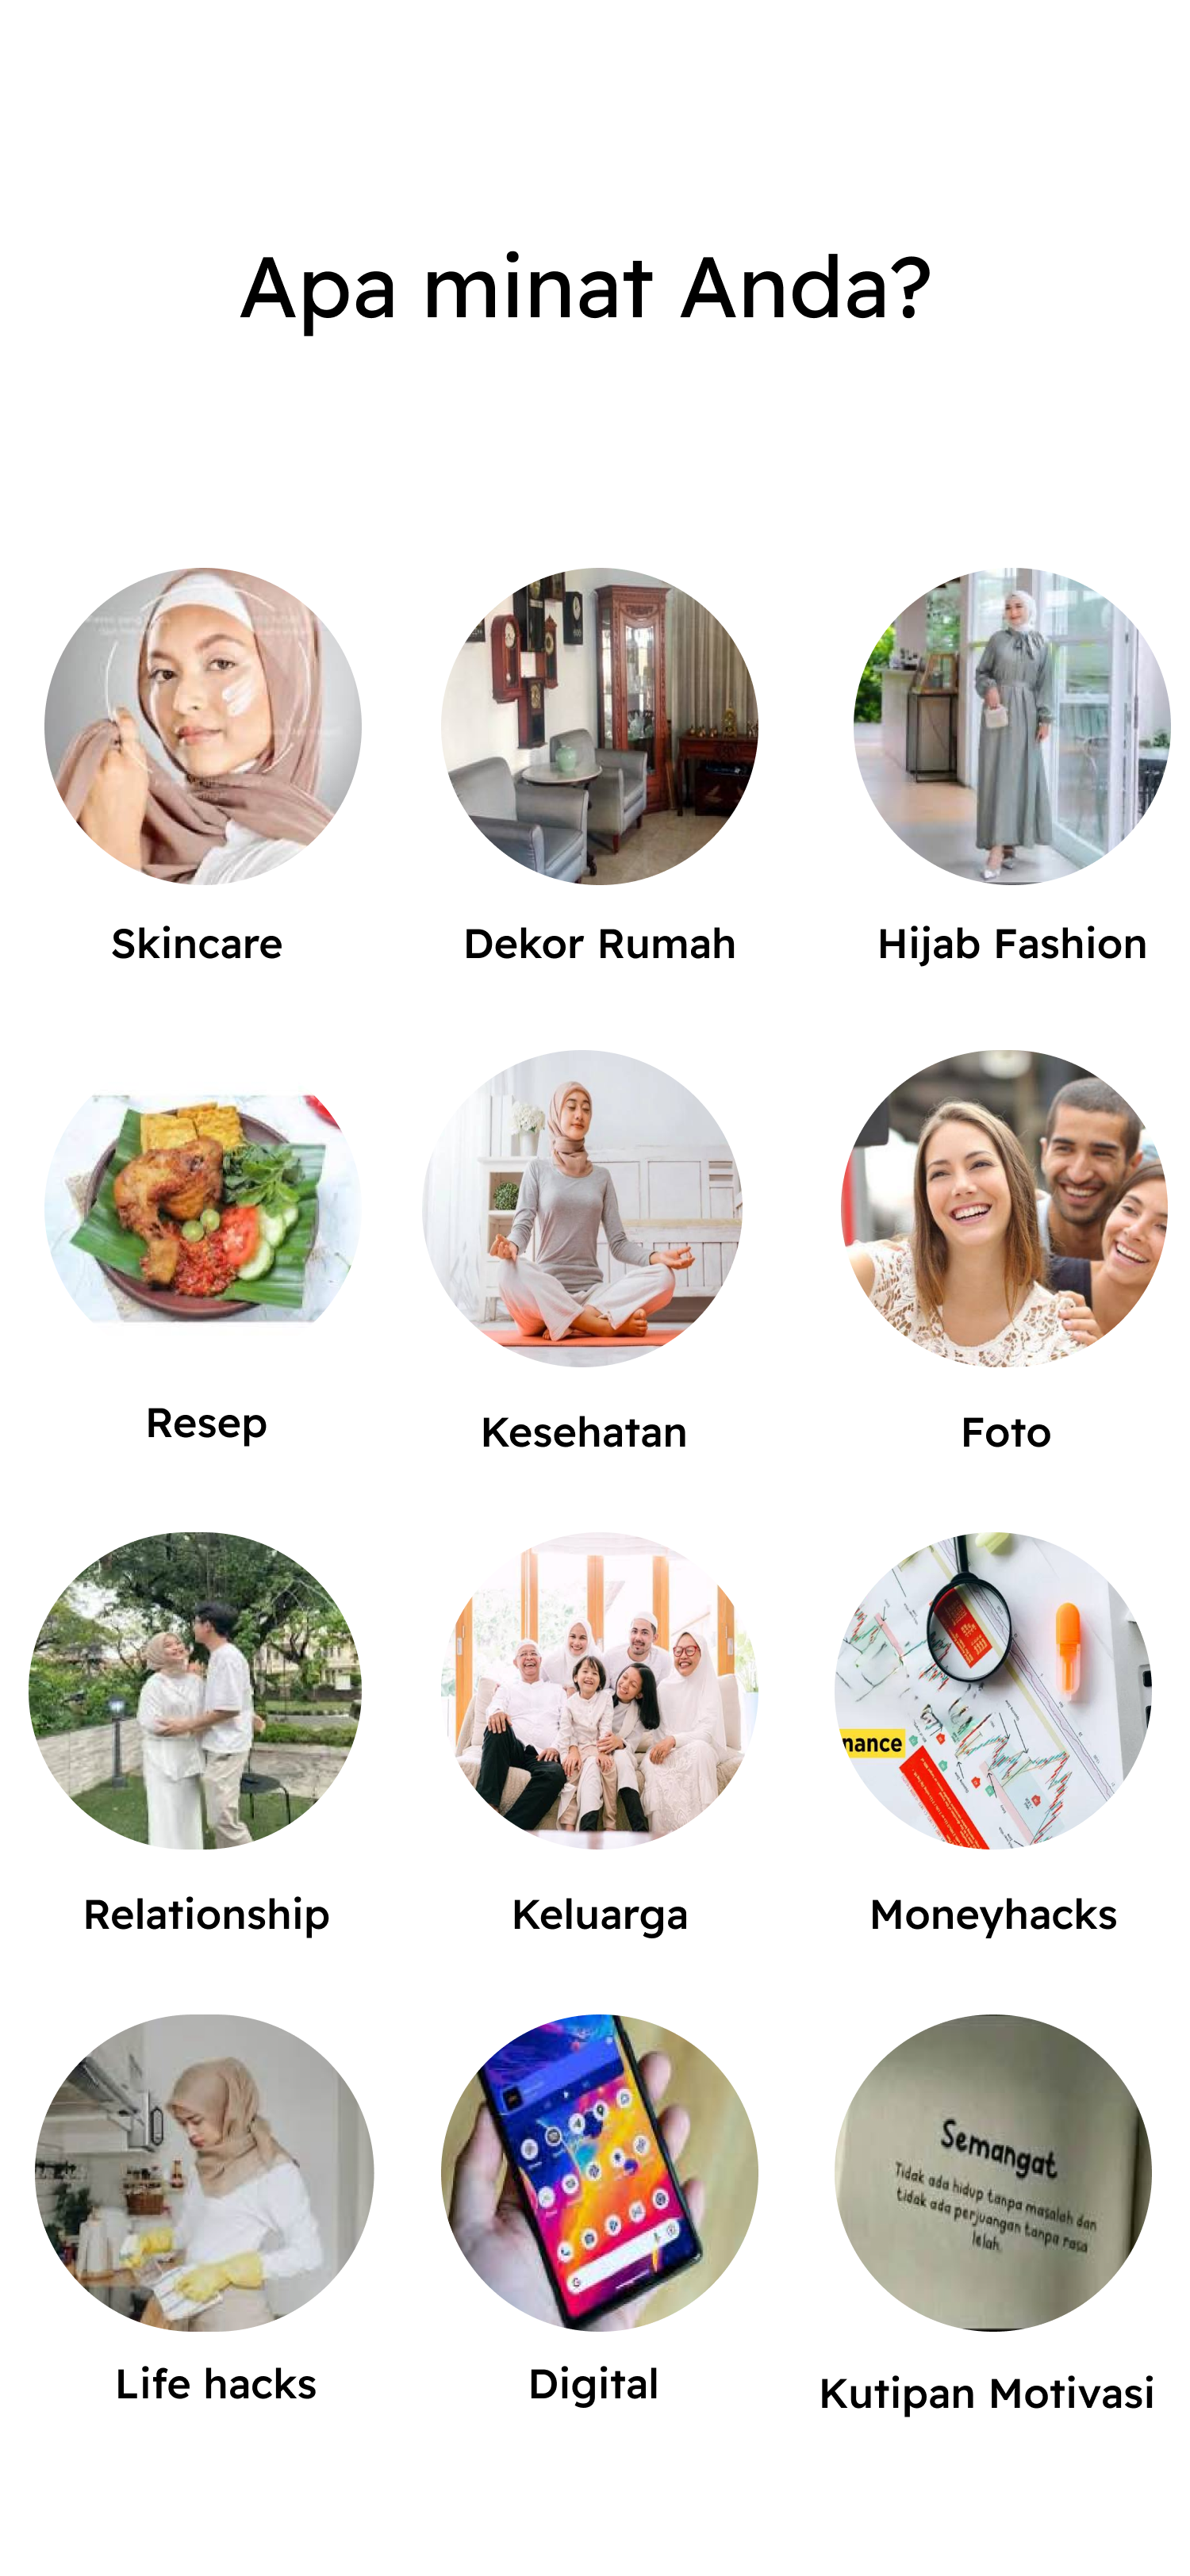 Apa minat Anda?
Skincare
Dekor Rumah
Hijab Fashion
Resep
Kesehatan
Foto
nance
Relationship
Keluarga
Moneyhacks
Semangat
Tidak ada hidup tanpa masalah dan
tidak ada perjuangan tanpa rasa
lelah.
Life hacks
Digital
Kutipan Motivasi